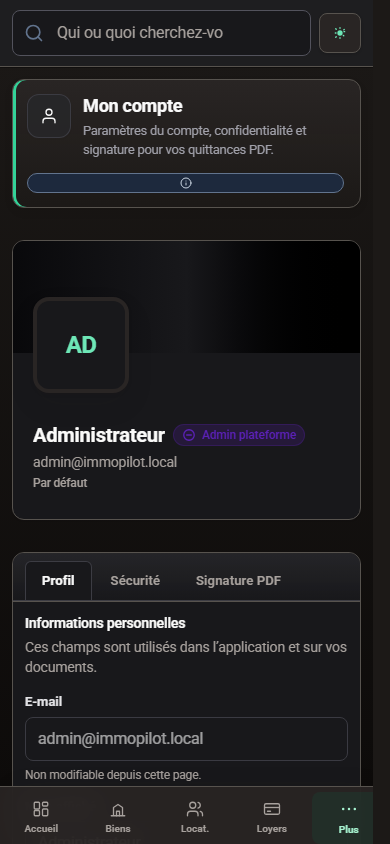 Qui ou quoi cherchez-vo
Mon compte
Paramètres du compte, confidentialité et
signature pour vos quittances PDF.
AD
Administrateur
Admin plateforme
admin@immopilot.local
Par défaut
Profil
Sécurité
Signature PDF
Informations personnelles
Ces champs sont utilisés dans l'application et sur vos
documents.
E-mail
admin@immopilot.local
Non modifiable depuis cette page.
Accueil
Biens
Locat.
Loyers
Plus